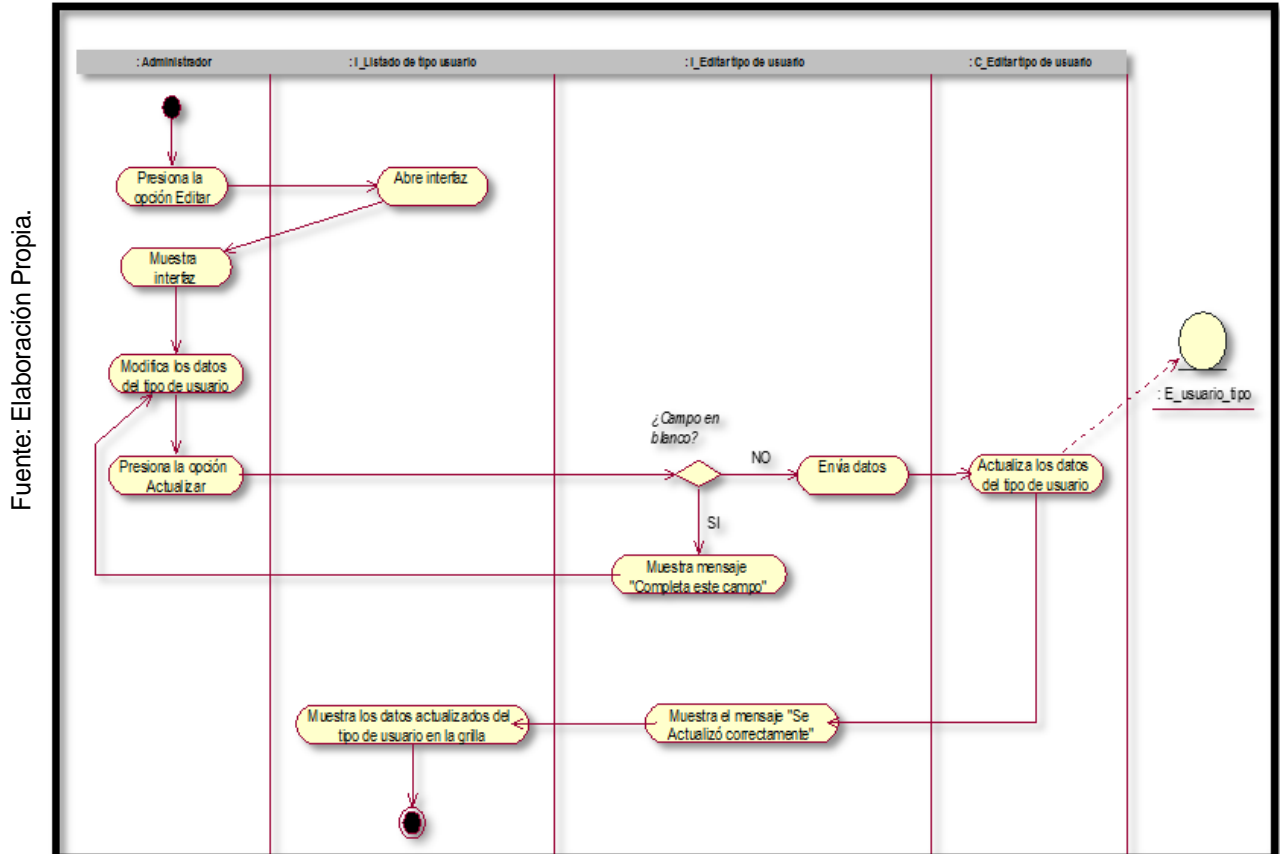 Fuente: Elaboración Propia.
: Administrador
: I_Listado de tipo usuario
: I_Editar tipo de usuario
: C_Editar tipo de usuario
Presiona la
opción Editar
Abre interfaz
Muestra
interfaz
Modifica los datos
del tipo de usuario
: E_usuario_tipo
¿Campo en
blanco?
Presiona la opción
Actualizar
NO
Envía datos
Actualiza los datos
del tipo de usuario
SI
Muestra mensaje
"Completa este campo"
Muestra los datos actualizados del
tipo de usuario en la grilla
Muestra el mensaje "Se
Actualizó correctamente"